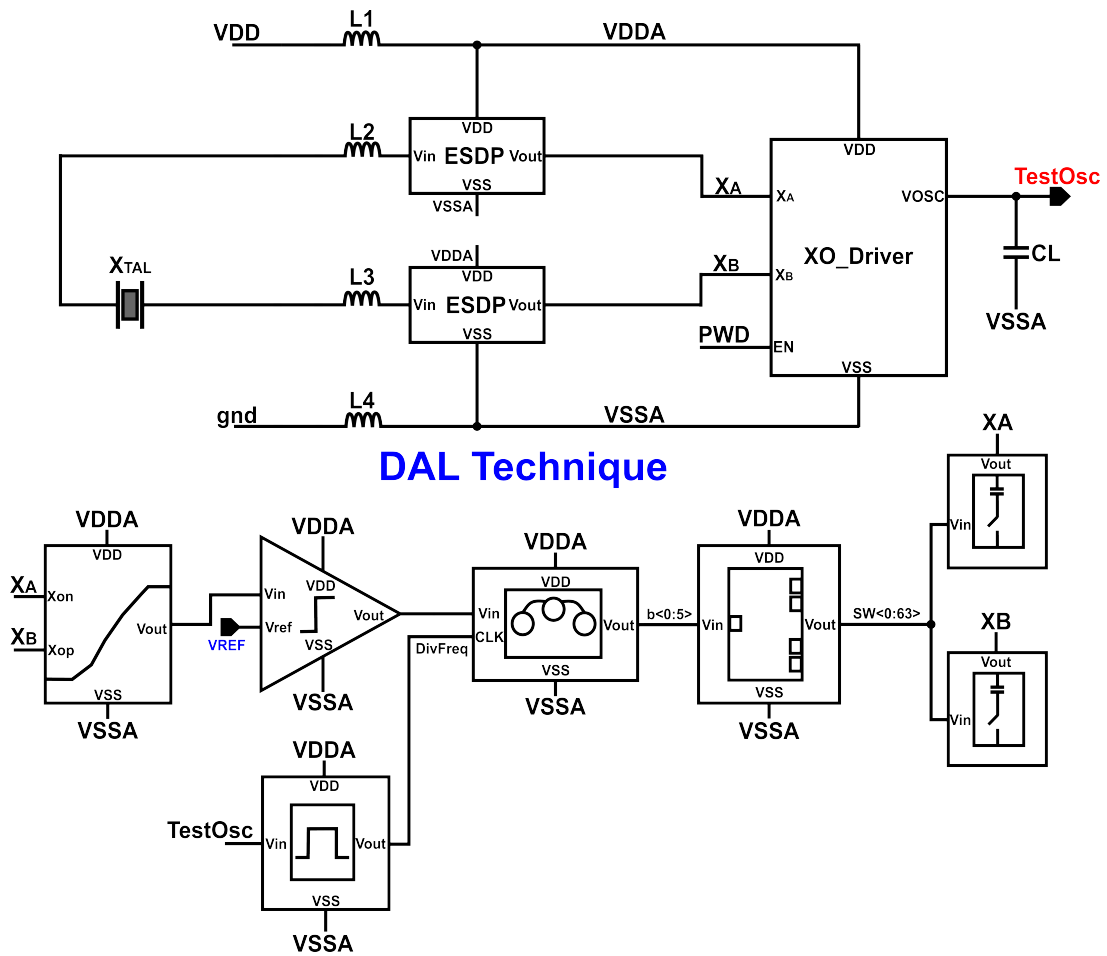 VDD
L1
VDDA
VDD
L2
Vin
ESDP
Vout
VSS
VSSA
XA
VDD
XA
VOSC
TestOsc
XO_Driver
CL
VSSA
VDDA
VDD
XTAL
L3
Vin
ESDP
Vout
VSS
XB
XB
PWD
EN
VSS
gnd
L4
VSSA
DAL Technique
XA
Vout
Vin
VDDA
VDD
XA
Xon
XB
Xop
Vout
VSS
VSSA
VDDA
VDD
Vin
VREF
Vref
Vout
VSS
VSSA
VDDA
VDD
Vin
CLK
DivFreq
Vout
VSS
VSSA
b<0:5>
VDDA
VDD
Vin
Vout
VSS
VSSA
SW<0:63>
XB
Vout
Vin
VDDA
VDD
TestOsc
Vin
Vout
VSS
VSSA